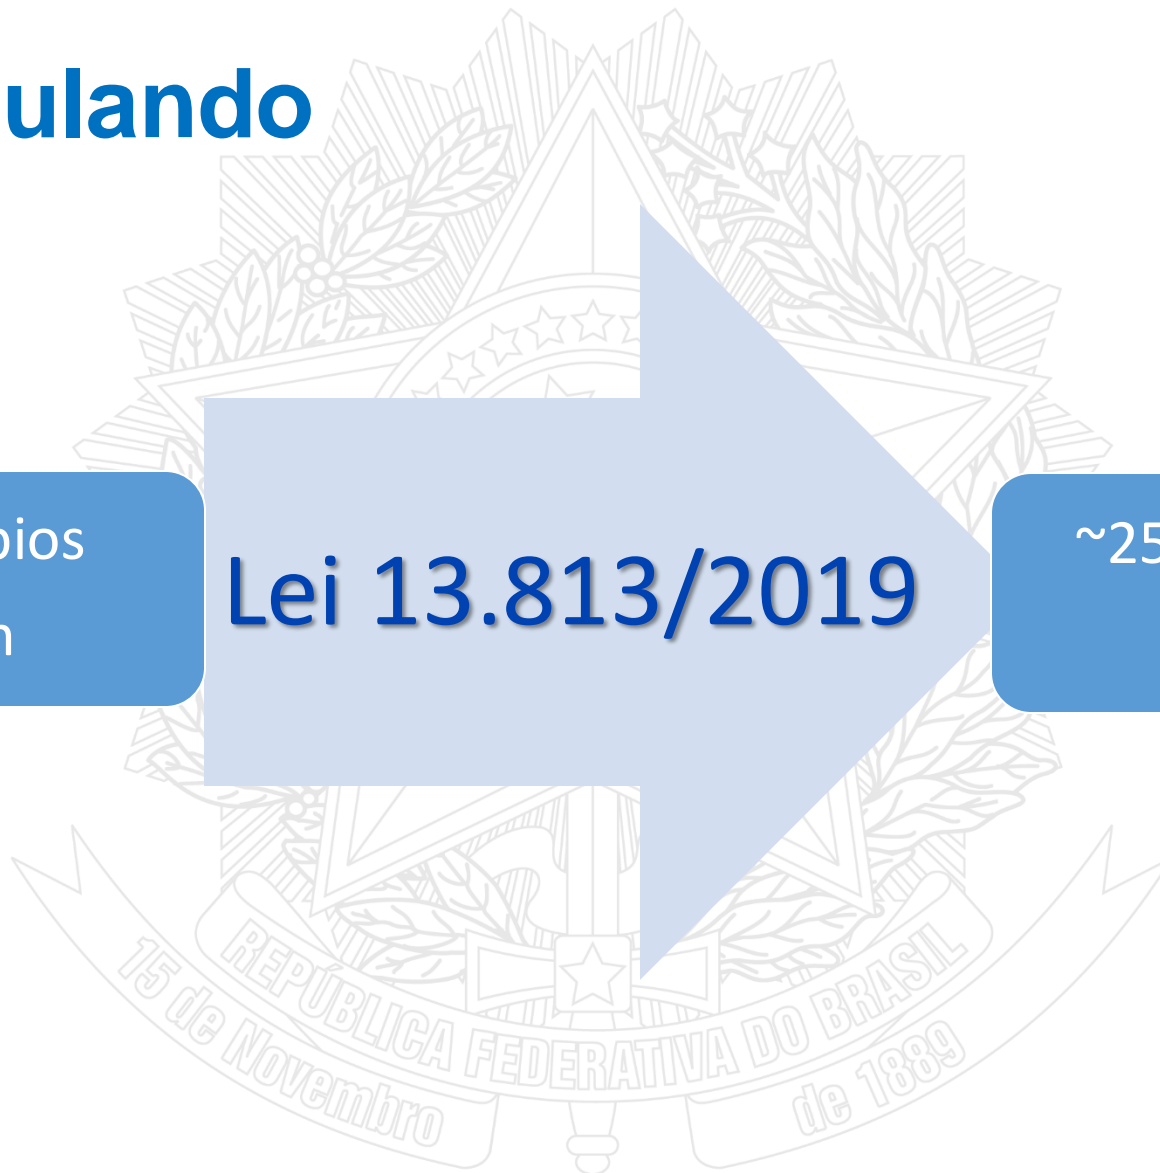 ulando
pios
Lei 13.813/2019
~25
REPÚBLICA FEDERATIVA DO BRASIL
15 de Novembro
de 1889